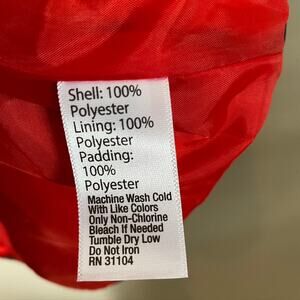 Shell: 100%
Polyester
Lining: 100%
Polyester
Padding:
100%
Polyester
Machine Wash Cold
With Like Colors
Only Non-Chlorine
Bleach If Needed
Tumble Dry Low
Do Not Iron
RN 31104